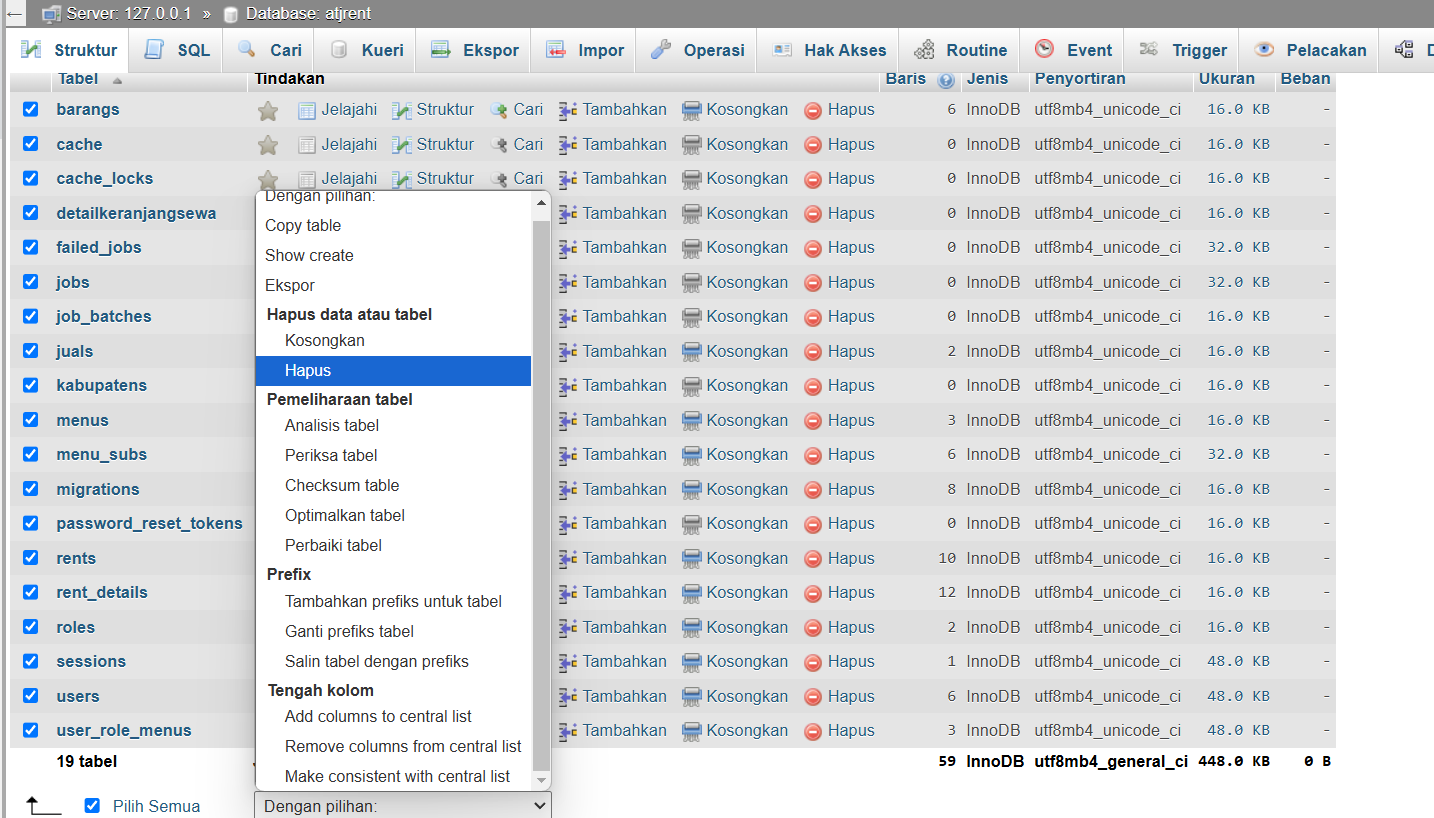 Server: 127.0.0.1 » Database: atjrent
Struktur SQL Cari Kueri Ekspor Impor Operasi Hak Akses Routine Event Trigger Pelacakan D
Tabel Tindakan Baris Jenis Penyortiran Ukuran Beban
barangs Jelajahi Struktur Cari Tambahkan Kosongkan Hapus 6 InnoDB utf8mb4_unicode_ci 16.0 KB -
cache Jelajahi Struktur Cari Tambahkan Kosongkan Hapus 0 InnoDB utf8mb4_unicode_ci 16.0 KB -
cache_locks Jelajahi Struktur Cari Tambahkan Kosongkan Hapus 0 InnoDB utf8mb4_unicode_ci 16.0 KB -
detailkeranjangsewa Tambahkan Kosongkan Hapus 0 InnoDB utf8mb4_unicode_ci 16.0 KB -
failed_jobs Tambahkan Kosongkan Hapus 0 InnoDB utf8mb4_unicode_ci 32.0 KB -
jobs Tambahkan Kosongkan Hapus 0 InnoDB utf8mb4_unicode_ci 32.0 KB -
job_batches Tambahkan Kosongkan Hapus 0 InnoDB utf8mb4_unicode_ci 16.0 KB -
juals Tambahkan Kosongkan Hapus 2 InnoDB utf8mb4_unicode_ci 16.0 KB -
kabupatens Tambahkan Kosongkan Hapus 0 InnoDB utf8mb4_unicode_ci 16.0 KB -
menus Tambahkan Kosongkan Hapus 3 InnoDB utf8mb4_unicode_ci 16.0 KB -
menu_subs Tambahkan Kosongkan Hapus 6 InnoDB utf8mb4_unicode_ci 32.0 KB -
migrations Tambahkan Kosongkan Hapus 8 InnoDB utf8mb4_unicode_ci 16.0 KB -
password_reset_tokens Tambahkan Kosongkan Hapus 0 InnoDB utf8mb4_unicode_ci 16.0 KB -
rents Tambahkan Kosongkan Hapus 10 InnoDB utf8mb4_unicode_ci 16.0 KB -
rent_details Tambahkan Kosongkan Hapus 12 InnoDB utf8mb4_unicode_ci 16.0 KB -
roles Tambahkan Kosongkan Hapus 2 InnoDB utf8mb4_unicode_ci 16.0 KB -
sessions Tambahkan Kosongkan Hapus 1 InnoDB utf8mb4_unicode_ci 48.0 KB -
users Tambahkan Kosongkan Hapus 6 InnoDB utf8mb4_unicode_ci 48.0 KB -
user_role_menus Tambahkan Kosongkan Hapus 3 InnoDB utf8mb4_unicode_ci 48.0 KB -
19 tabel 59 InnoDB utf8mb4_general_ci 448.0 KB 0 B
Dengan pilihan:
Copy table
Show create
Ekspor
Hapus data atau tabel
Kosongkan
Hapus
Pemeliharaan tabel
Analisis tabel
Periksa tabel
Checksum table
Optimalkan tabel
Perbaiki tabel
Prefix
Tambahkan prefiks untuk tabel
Ganti prefiks tabel
Salin tabel dengan prefiks
Tengah kolom
Add columns to central list
Remove columns from central list
Make consistent with central list
Pilih Semua Dengan pilihan: